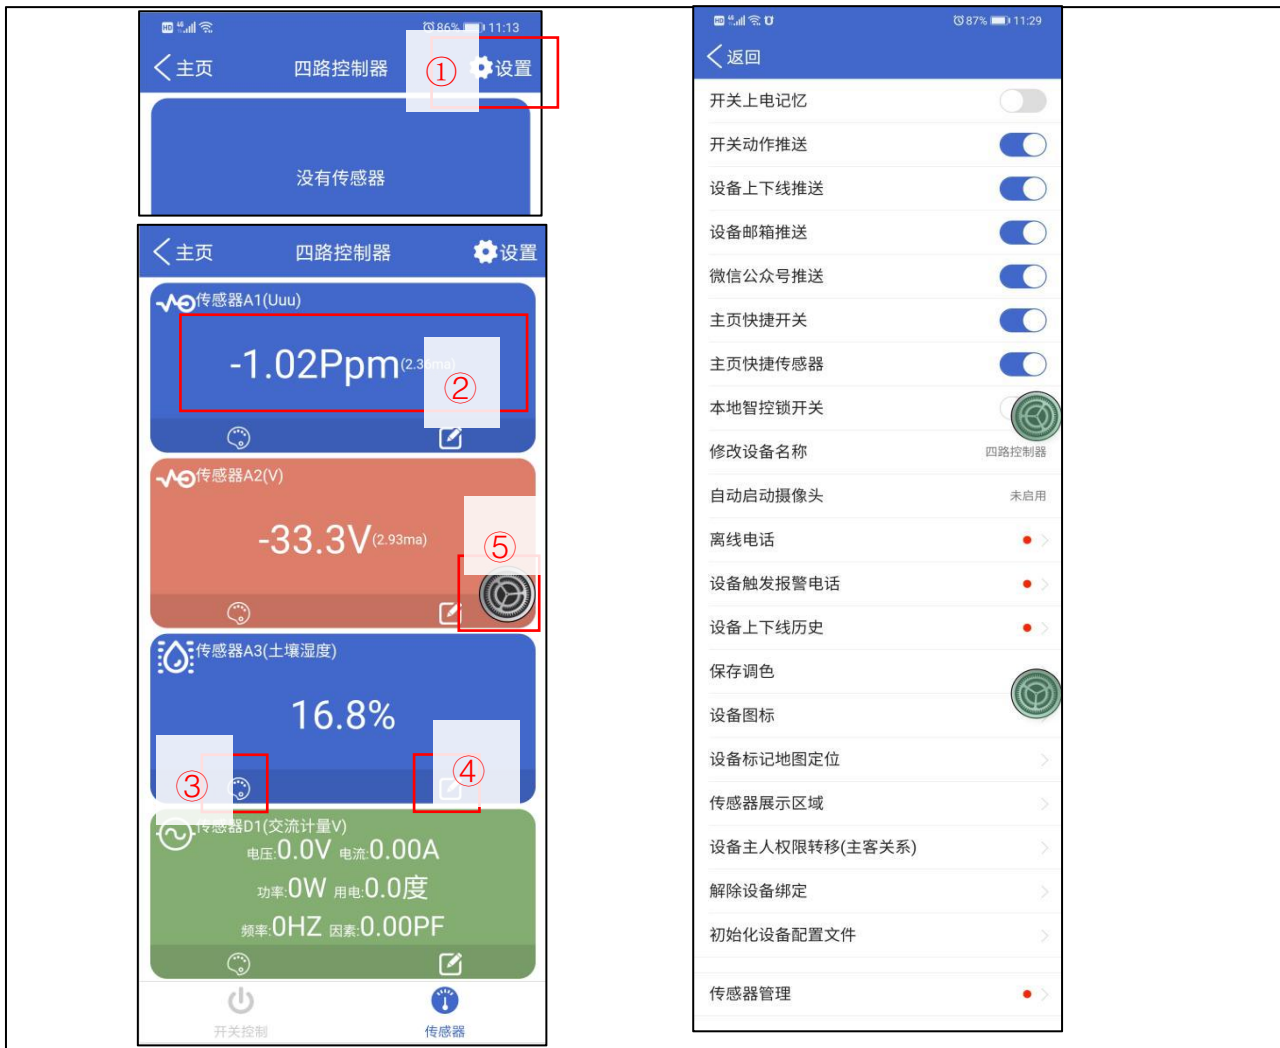 HD 46 86% 11:13
主页 四路控制器 ① 设置
没有传感器
主页 四路控制器 设置
传感器A1(Uuu)
-1.02Ppm(2.36ma)
②
传感器A2(V)
-33.3V(2.93ma)
⑤
传感器A3(土壤湿度)
16.8%
③ ④
传感器D1(交流计量V)
电压:0.0V 电流:0.00A
功率:0W 用电:0.0度
频率:0HZ 因素:0.00PF
开关控制 传感器
HD 46 87% 11:29
返回
开关上电记忆
开关动作推送
设备上下线推送
设备邮箱推送
微信公众号推送
主页快捷开关
主页快捷传感器
本地智控锁开关
修改设备名称 四路控制器
自动启动摄像头 未启用
离线电话
设备触发报警电话
设备上下线历史
保存调色
设备图标
设备标记地图定位
传感器展示区域
设备主人权限转移(主客关系)
解除设备绑定
初始化设备配置文件
传感器管理